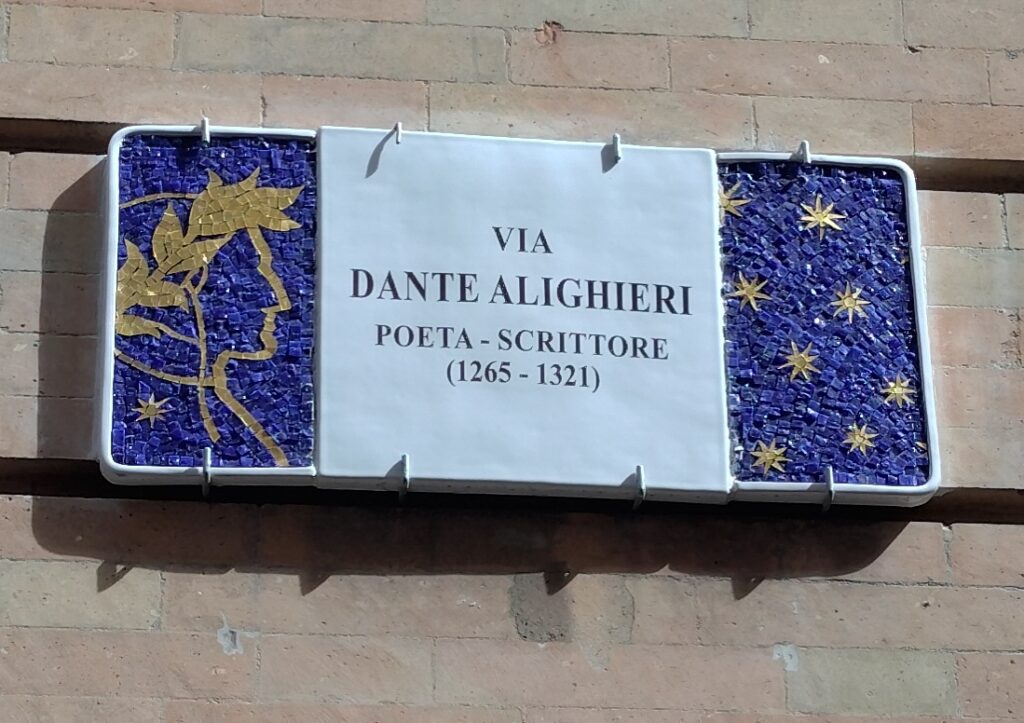 VIA
DANTE ALIGHIERI
POETA - SCRITTORE
(1265 - 1321)